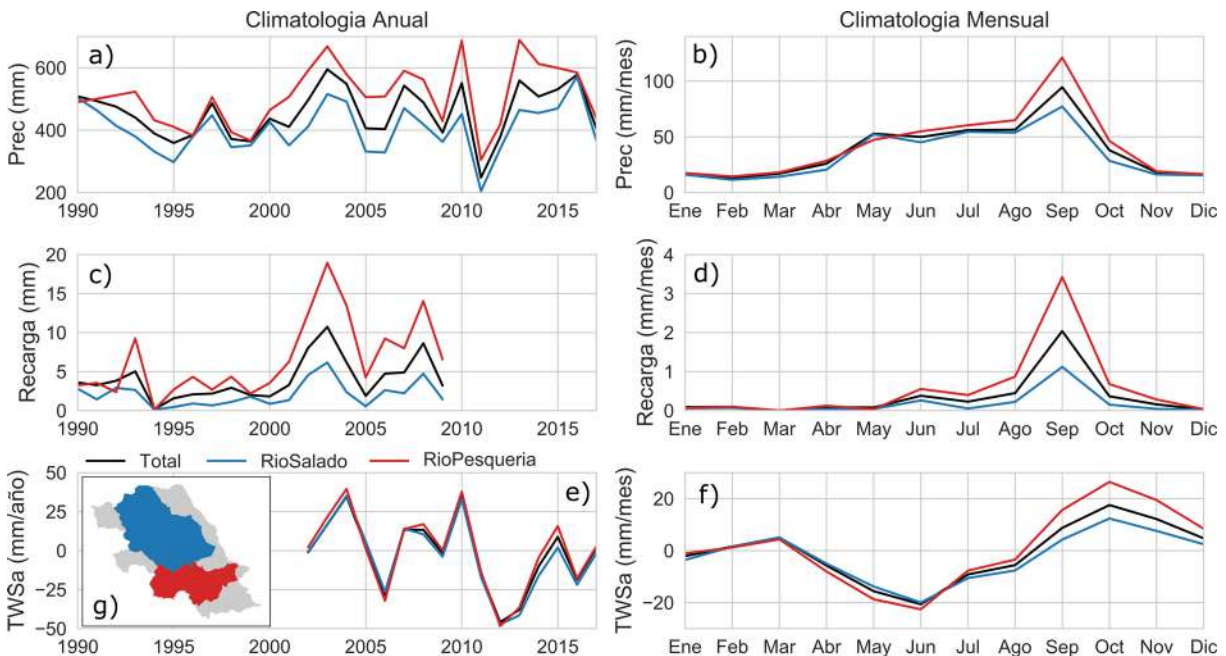 Climatologia Anual
Climatologia Mensual
a)
Prec (mm)
600
400
200
1990 1995 2000 2005 2010 2015
b)
Prec (mm/mes)
100
50
0
Ene Feb Mar Abr May Jun Jul Ago Sep Oct Nov Dic
c)
Recarga (mm)
20
15
10
5
0
1990 1995 2000 2005 2010 2015
d)
Recarga (mm/mes)
4
3
2
1
0
Ene Feb Mar Abr May Jun Jul Ago Sep Oct Nov Dic
Total RioSalado RioPesqueria
e)
TWSa (mm/año)
50
25
0
−25
−50
g)
1990 1995 2000 2005 2010 2015
f)
TWSa (mm/mes)
20
0
−20
Ene Feb Mar Abr May Jun Jul Ago Sep Oct Nov Dic